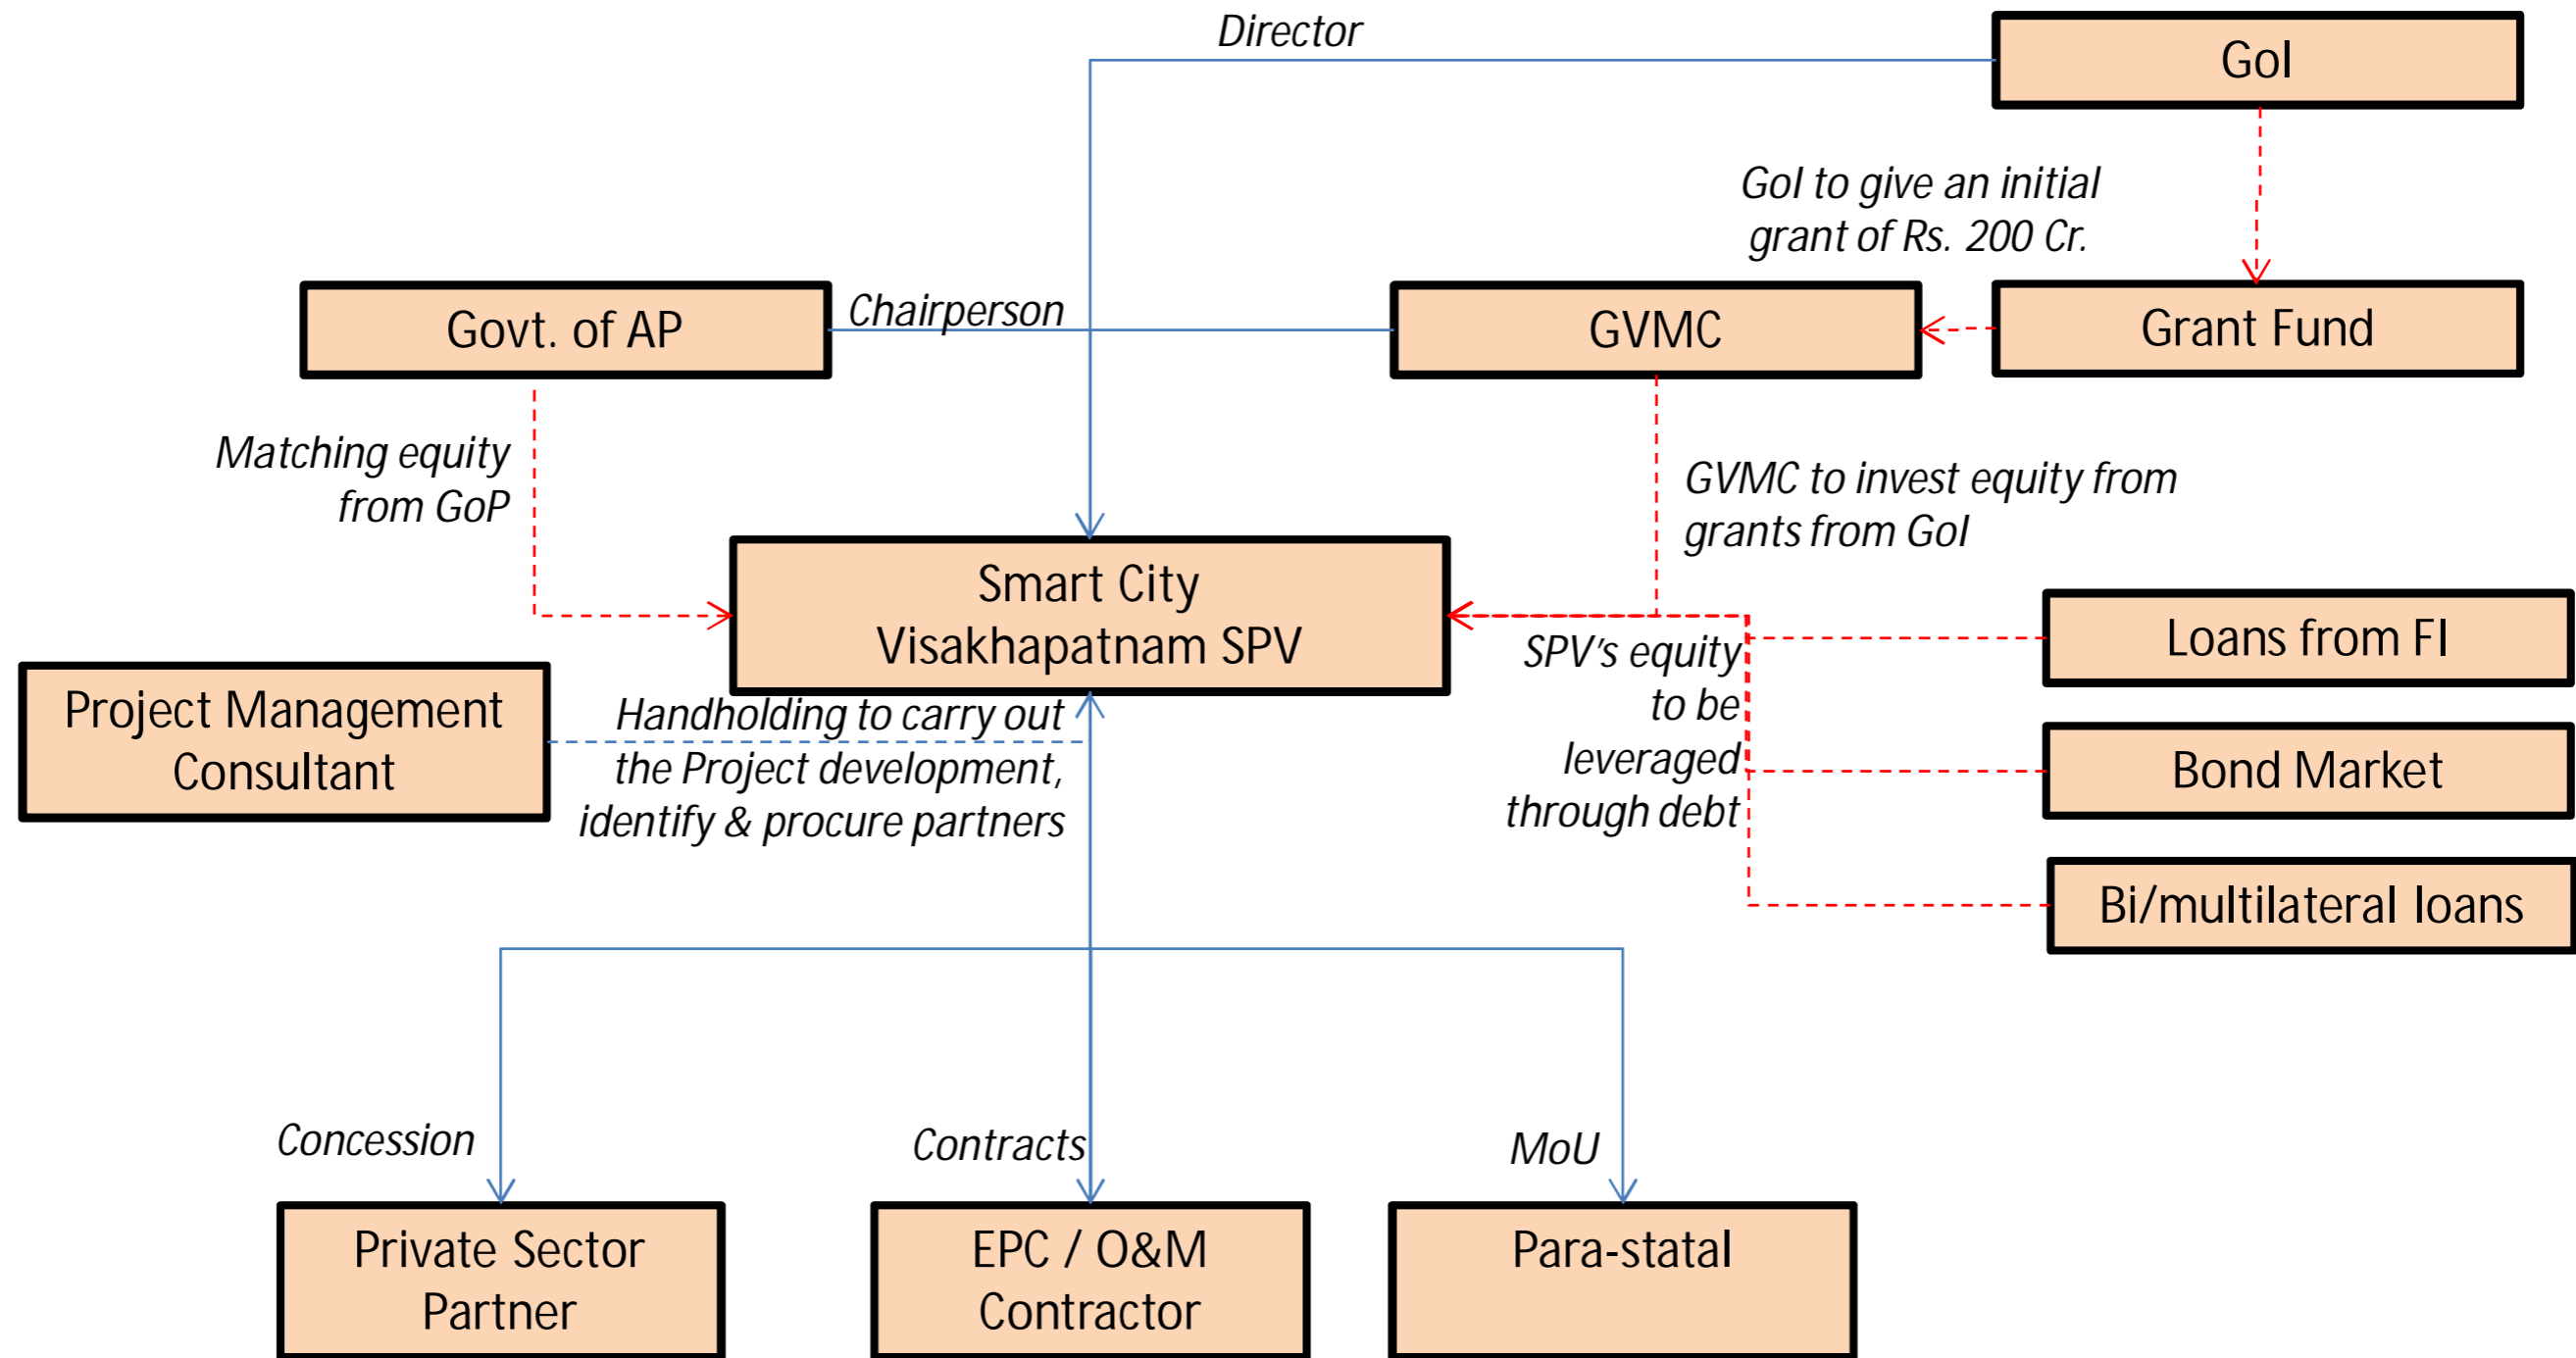 Director
GoI
GoI to give an initial
grant of Rs. 200 Cr.
Govt. of AP
Chairperson
GVMC
Grant Fund
Matching equity
from GoP
GVMC to invest equity from
grants from GoI
Smart City
Visakhapatnam SPV
Loans from FI
SPV's equity
to be
leveraged
through debt
Project Management
Consultant
Handholding to carry out
the Project development,
identify & procure partners
Bond Market
Bi/multilateral loans
Concession
Contracts
MoU
Private Sector
Partner
EPC / O&M
Contractor
Para-statal